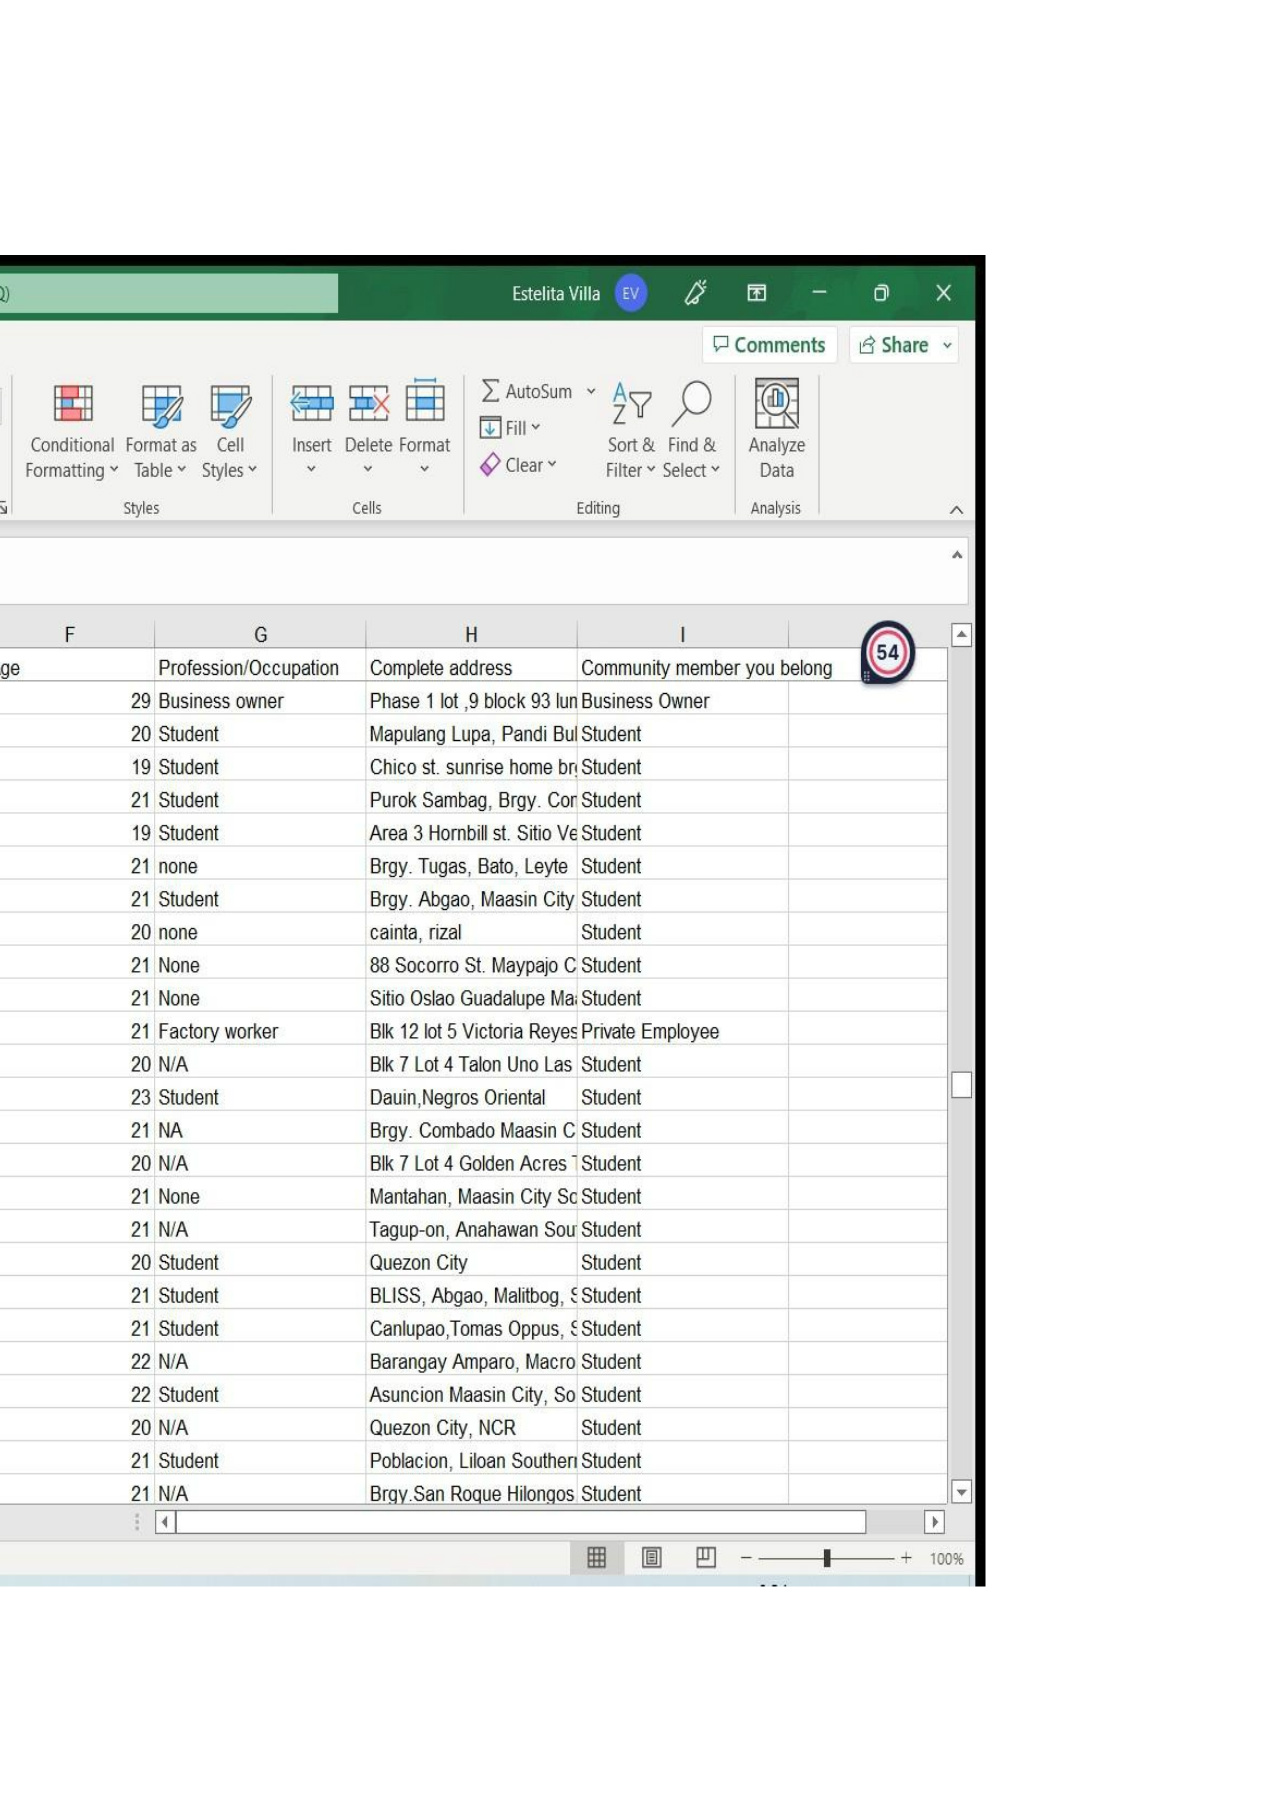 Q)
Estelita Villa EV
Comments Share
Conditional Format as Cell Insert Delete Format AutoSum Sort & Find & Analyze
Formatting Table Styles Fill Filter Select Data
Clear
Styles Cells Editing Analysis
F G H I
ge Profession/Occupation Complete address Community member you belong 54
29 Business owner Phase 1 lot ,9 block 93 lun Business Owner
20 Student Mapulang Lupa, Pandi Bul Student
19 Student Chico st. sunrise home brg Student
21 Student Purok Sambag, Brgy. Con Student
19 Student Area 3 Hornbill st. Sitio Ve Student
21 none Brgy. Tugas, Bato, Leyte Student
21 Student Brgy. Abgao, Maasin City Student
20 none cainta, rizal Student
21 None 88 Socorro St. Maypajo C Student
21 None Sitio Oslao Guadalupe Maa Student
21 Factory worker Blk 12 lot 5 Victoria Reyes Private Employee
20 N/A Blk 7 Lot 4 Talon Uno Las Student
23 Student Dauin,Negros Oriental Student
21 NA Brgy. Combado Maasin C Student
20 N/A Blk 7 Lot 4 Golden Acres T Student
21 None Mantahan, Maasin City So Student
21 N/A Tagup-on, Anahawan Sout Student
20 Student Quezon City Student
21 Student BLISS, Abgao, Malitbog, S Student
21 Student Canlupao,Tomas Oppus, S Student
22 N/A Barangay Amparo, Macro Student
22 Student Asuncion Maasin City, So Student
20 N/A Quezon City, NCR Student
21 Student Poblacion, Liloan Southern Student
21 N/A Brgy.San Roque Hilongos Student
100%